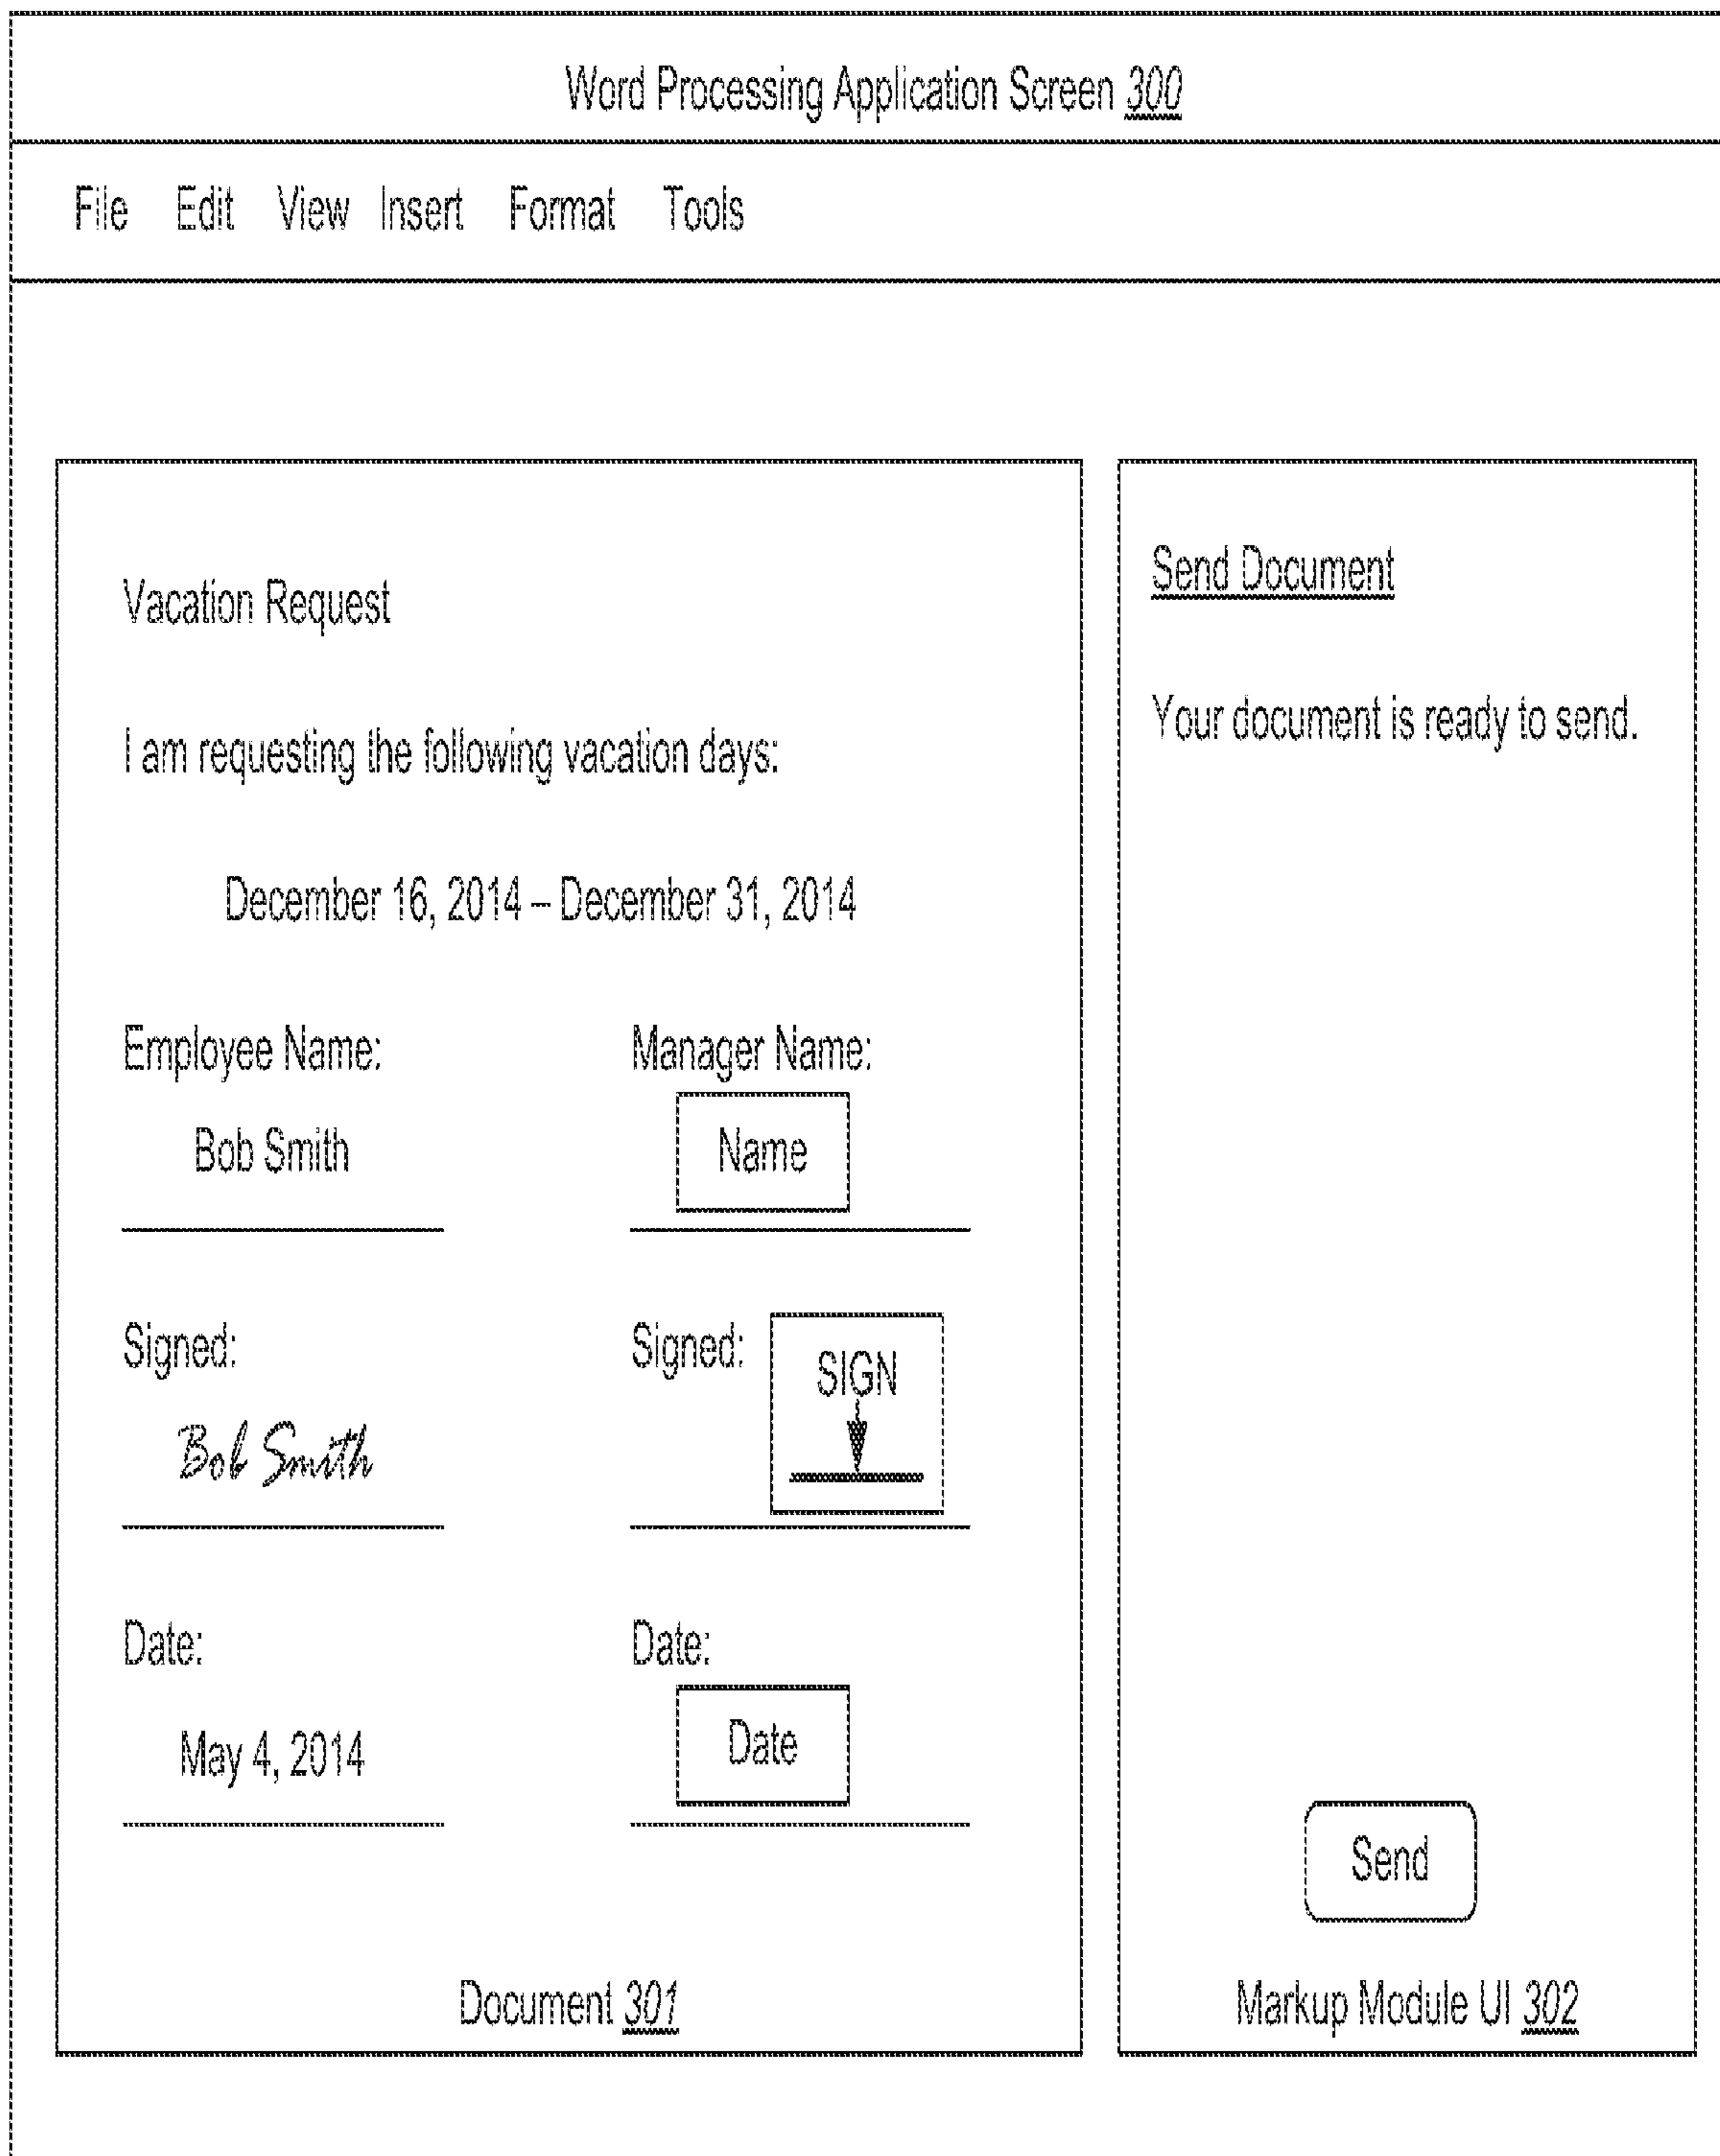 Word Processing Application Screen 300
File Edit View Insert Format Tools
Vacation Request
I am requesting the following vacation days:
December 16, 2014 – December 31, 2014
Employee Name: Manager Name:
Bob Smith Name
Signed: Signed: SIGN
Bob Smith
Date: Date:
May 4, 2014 Date
Document 301
Send Document
Your document is ready to send.
Send
Markup Module UI 302